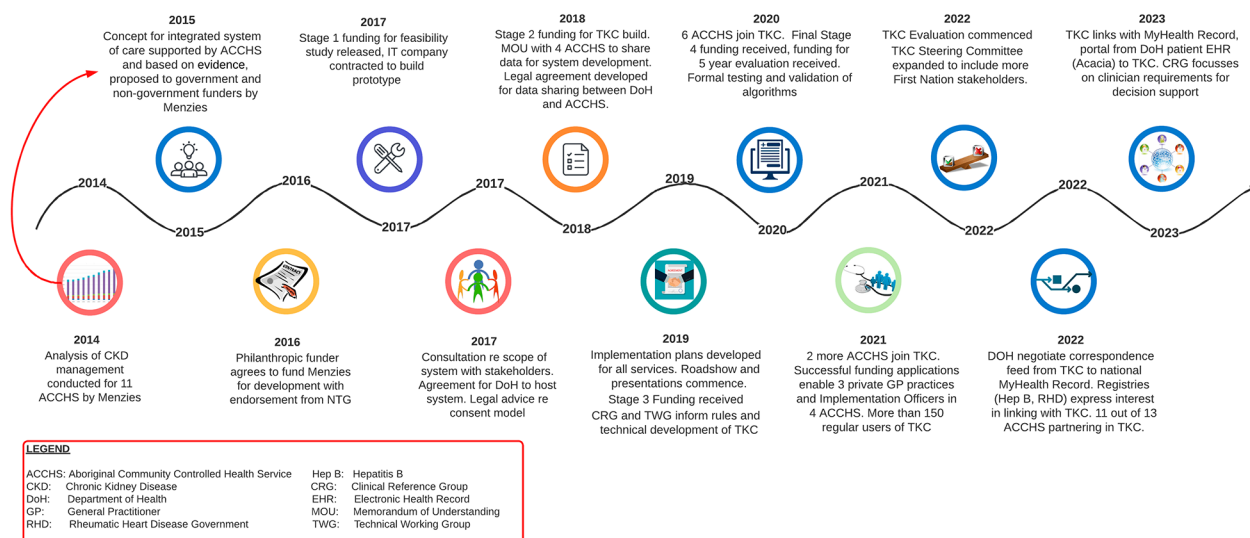 2015
Concept for integrated system
of care supported by ACCHS
and based on evidence,
proposed to government and
non-government funders by
Menzies
2017
Stage 1 funding for feasibility
study released, IT company
contracted to build
prototype
2018
Stage 2 funding for TKC build.
MOU with 4 ACCHS to share
data for system development.
Legal agreement developed
for data sharing between DoH
and ACCHS.
2020
6 ACCHS join TKC. Final Stage
4 funding received, funding for
5 year evaluation received.
Formal testing and validation of
algorithms
2022
TKC Evaluation commenced
TKC Steering Committee
expanded to include more
First Nation stakeholders.
2023
TKC links with MyHealth Record,
portal from DoH patient EHR
(Acacia) to TKC. CRG focusses
on clinician requirements for
decision support
2014
2015
2016
2017
2017
2018
2019
2020
2021
2022
2022
2023
CONTRACT
2014
Analysis of CKD
management
conducted for 11
ACCHS by Menzies
2016
Philanthropic funder
agrees to fund Menzies
for development with
endorsement from NTG
2017
Consultation re scope of
system with stakeholders.
Agreement for DoH to host
system. Legal advice re
consent model
2019
Implementation plans developed
for all services. Roadshow and
presentations commence.
Stage 3 Funding received
CRG and TWG inform rules and
technical development of TKC
2021
2 more ACCHS join TKC.
Successful funding applications
enable 3 private GP practices
and Implementation Officers in
4 ACCHS. More than 150
regular users of TKC
2022
DOH negotiate correspondence
feed from TKC to national
MyHealth Record. Registries
(Hep B, RHD) express interest
in linking with TKC. 11 out of 13
ACCHS partnering in TKC.
LEGEND
ACCHS: Aboriginal Community Controlled Health Service Hep B: Hepatitis B
CKD: Chronic Kidney Disease CRG: Clinical Reference Group
DoH: Department of Health EHR: Electronic Health Record
GP: General Practitioner MOU: Memorandum of Understanding
RHD: Rheumatic Heart Disease Government TWG: Technical Working Group